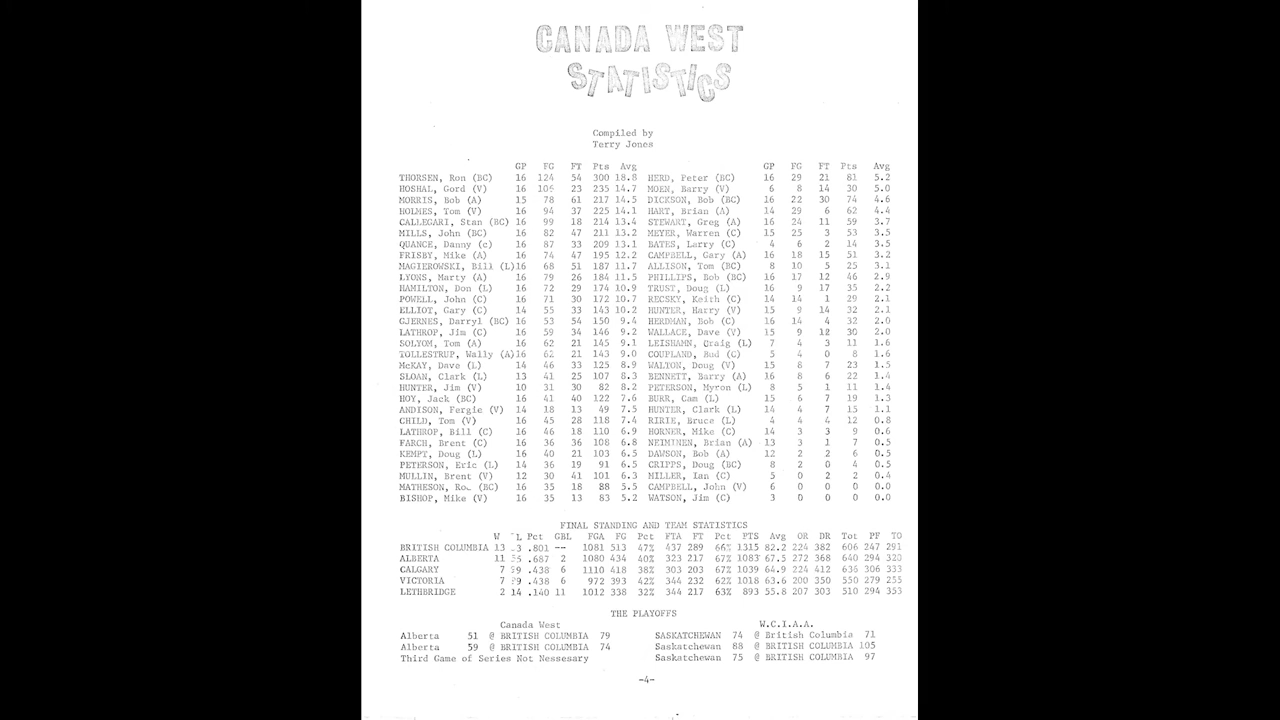 CANADA WEST
STATISTICS
Compiled by
Terry Jones
GP FG FT Pts Avg GP FG FT Pts Avg
THORSEN, Ron (BC) 16 124 54 300 18.8 HERD, Peter (BC) 16 29 21 81 5.2
HOSHAL, Gord (V) 16 106 23 235 14.7 MOEN, Barry (V) 6 8 14 30 5.0
MORRIS, Bob (A) 15 78 61 217 14.5 DICKSON, Bob (BC) 16 22 30 74 4.6
HOLMES, Tom (V) 16 94 37 225 14.1 HART, Brian (A) 14 29 6 62 4.4
CALLEGARI, Stan (BC) 16 99 18 214 13.4 STEWART, Greg (A) 16 24 11 59 3.7
MILLS, John (BC) 16 82 47 211 13.2 MEYER, Warren (C) 15 25 3 53 3.5
QUANCE, Danny (c) 16 87 33 209 13.1 BATES, Larry (C) 4 6 2 14 3.5
FRISBY, Mike (A) 16 74 47 195 12.2 CAMPBELL, Gary (A) 16 18 15 51 3.2
MAGIEROWSKI, Bill (L) 16 68 51 187 11.7 ALLISON, Tom (BC) 8 10 5 25 3.1
LYONS, Marty (A) 16 79 26 184 11.5 PHILLIPS, Bob (BC) 16 17 12 46 2.9
HAMILTON, Don (L) 16 72 29 174 10.9 TRUST, Doug (L) 16 9 17 35 2.2
POWELL, John (C) 16 71 30 172 10.7 RECSKY, Keith (C) 14 14 1 29 2.1
ELLIOT, Gary (C) 14 55 33 143 10.2 HUNTER, Harry (V) 15 9 14 32 2.1
GJERNES, Darryl (BC) 16 53 54 150 9.4 HERDMAN, Bob (C) 16 14 4 32 2.0
LATHROP, Jim (C) 16 59 34 146 9.2 WALLACE, Dave (V) 15 9 12 30 2.0
SOLYOM, Tom (A) 16 62 21 145 9.1 LEISHAMN, Craig (L) 7 4 3 11 1.6
TOLLESTRUP, Wally (A) 16 62 21 143 9.0 COUPLAND, Bud (C) 5 4 0 8 1.6
McKAY, Dave (L) 14 46 33 125 8.9 WALTON, Doug (V) 15 8 7 23 1.5
SLOAN, Clark (L) 13 41 25 107 8.3 BENNETT, Barry (A) 16 8 6 22 1.4
HUNTER, Jim (V) 10 31 30 82 8.2 PETERSON, Myron (L) 8 5 1 11 1.4
HOY, Jack (BC) 16 41 40 122 7.6 BURR, Cam (L) 15 6 7 19 1.3
ANDISON, Fergie (V) 14 18 13 49 7.5 HUNTER, Clark (L) 14 4 7 15 1.1
CHILD, Tom (V) 16 45 28 118 7.4 RIRIE, Bruce (L) 4 4 4 12 0.8
LATHROP, Bill (C) 16 46 18 110 6.9 HORNER, Mike (C) 14 3 3 9 0.6
FARCH, Brent (C) 16 36 36 108 6.8 NEIMINEN, Brian (A) 13 3 1 7 0.5
KEMPT, Doug (L) 16 40 21 103 6.5 DAWSON, Bob (A) 12 2 2 6 0.5
PETERSON, Eric (L) 14 36 19 91 6.5 CRIPPS, Doug (BC) 8 2 0 4 0.5
MULLIN, Brent (V) 12 30 41 101 6.3 MILLER, Ian (C) 5 0 2 2 0.4
MATHESON, (BC) 16 35 18 88 5.5 CAMPBELL, John (V) 6 0 0 0 0.0
BISHOP, Mike (V) 16 35 13 83 5.2 WATSON, Jim (C) 3 0 0 0 0.0
FINAL STANDING AND TEAM STATISTICS
W L Pct GBL FGA FG Pct FTA FT Pct PTS Avg OR DR Tot PF TO
BRITISH COLUMBIA 13 3 .801 -- 1081 513 47% 437 289 66% 1315 82.2 224 382 606 247 291
ALBERTA 11 .687 2 1080 434 40% 323 217 67% 1083 67.5 272 368 640 294 320
CALGARY 7 9 .438 6 1110 418 38% 303 203 67% 1039 64.9 224 412 636 306 333
VICTORIA 7 9 .438 6 972 393 42% 344 232 62% 1018 63.6 200 350 550 279 255
LETHBRIDGE 2 14 .140 11 1012 338 32% 344 217 63% 893 55.8 207 303 510 294 353
THE PLAYOFFS
Canada West W.C.I.A.A.
Alberta 51 @ BRITISH COLUMBIA 79 SASKATCHEWAN 74 @ British Columbia 71
Alberta 59 @ BRITISH COLUMBIA 74 Saskatchewan 88 @ BRITISH COLUMBIA 105
Third Game of Series Not Nessesary Saskatchewan 75 @ BRITISH COLUMBIA 97
-4-